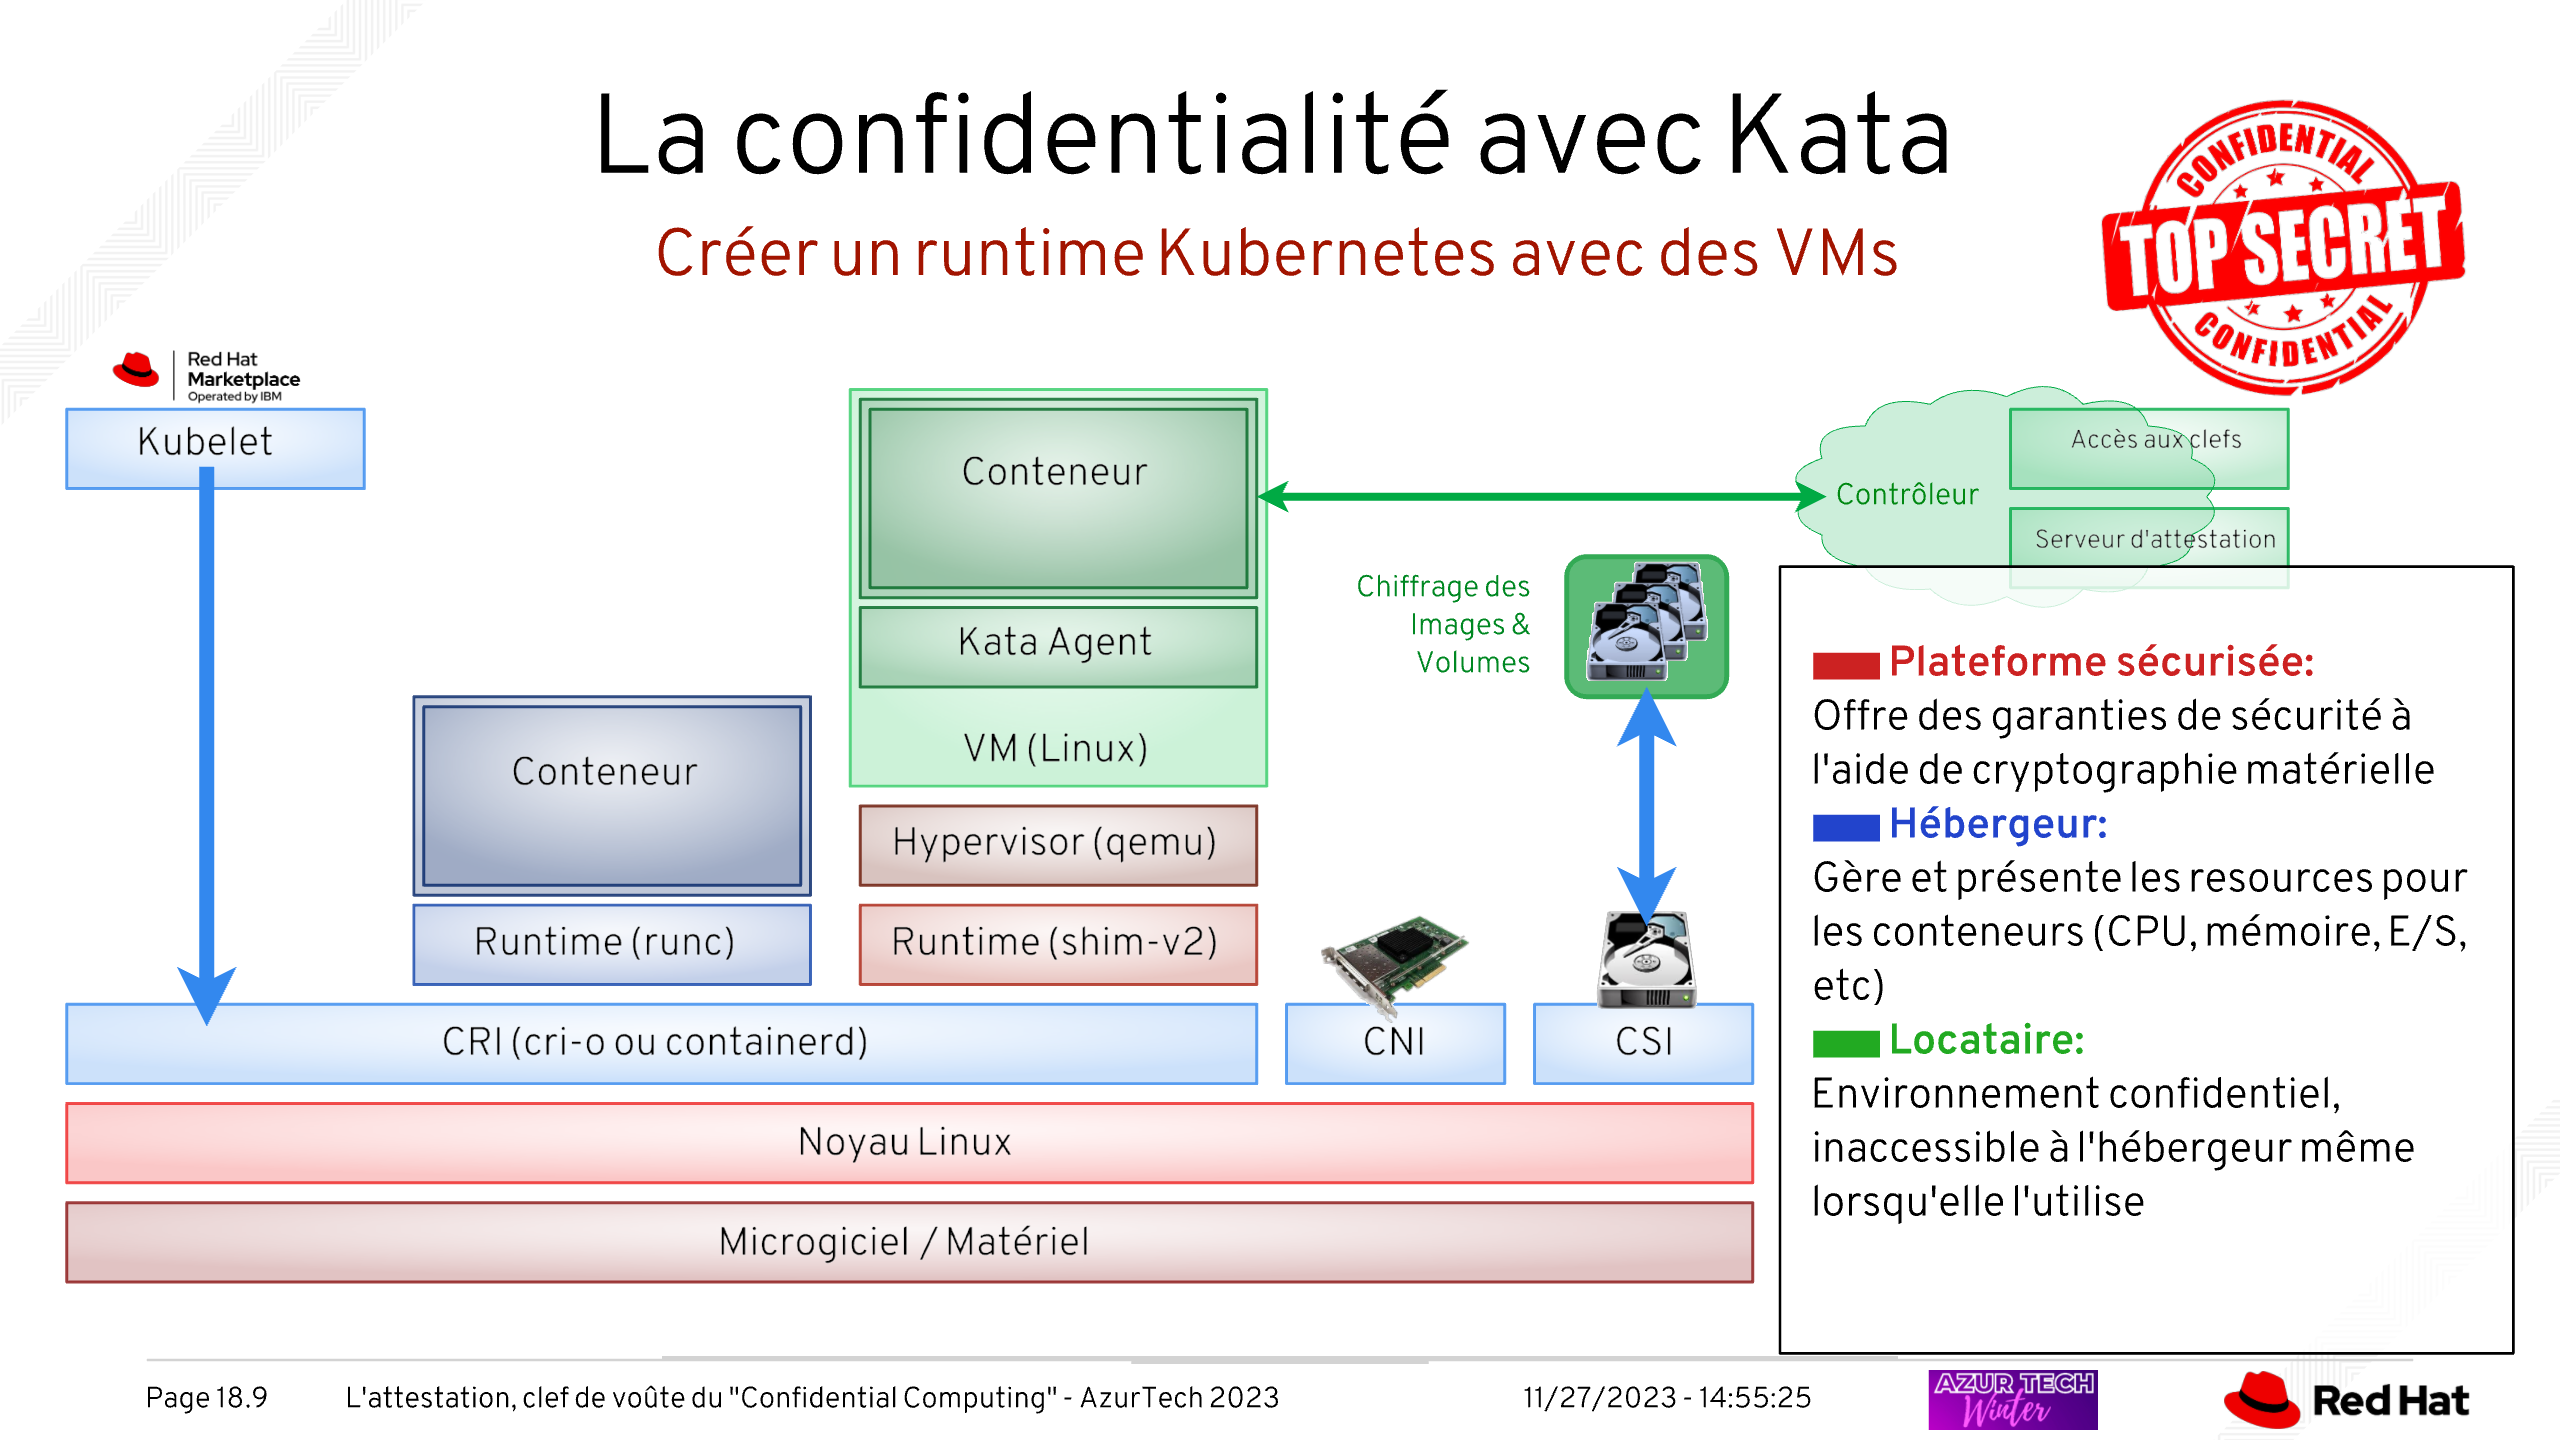 La confidentialité avec Kata
Créer un runtime Kubernetes avec des VMs
CONFIDENTIAL
TOP SECRET
CONFIDENTIAL
Red Hat
Marketplace
Operated by IBM
Kubelet
Conteneur
Kata Agent
VM (Linux)
Hypervisor (qemu)
Runtime (shim-v2)
Conteneur
Runtime (runc)
CRI (cri-o ou containerd)
CNI
CSI
Noyau Linux
Microgiciel / Matériel
Chiffrage des
Images &
Volumes
Contrôleur
Accès aux clefs
Serveur d'attestation
Plateforme sécurisée:
Offre des garanties de sécurité à
l'aide de cryptographie matérielle
Hébergeur:
Gère et présente les resources pour
les conteneurs (CPU, mémoire, E/S,
etc)
Locataire:
Environnement confidentiel,
inaccessible à l'hébergeur même
lorsqu'elle l'utilise
Page 18.9
L'attestation, clef de voûte du "Confidential Computing" - AzurTech 2023
11/27/2023 - 14:55:25
AZUR TECH
Winter
Red Hat